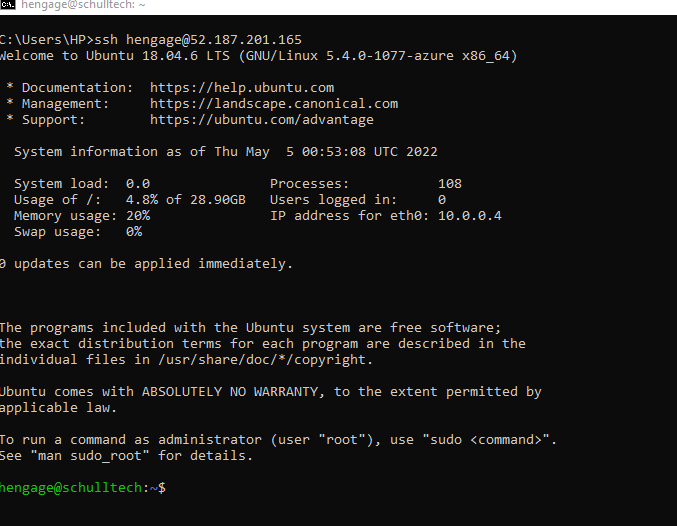 hengage@schulltech: ~
C:\Users\HP>ssh hengage@52.187.201.165
Welcome to Ubuntu 18.04.6 LTS (GNU/Linux 5.4.0-1077-azure x86_64)
* Documentation:  https://help.ubuntu.com
* Management:     https://landscape.canonical.com
* Support:        https://ubuntu.com/advantage
System information as of Thu May  5 00:53:08 UTC 2022
System load:  0.0               Processes:           108
Usage of /:   4.8% of 28.90GB   Users logged in:     0
Memory usage: 20%               IP address for eth0: 10.0.0.4
Swap usage:   0%
0 updates can be applied immediately.
The programs included with the Ubuntu system are free software;
the exact distribution terms for each program are described in the
individual files in /usr/share/doc/*/copyright.
Ubuntu comes with ABSOLUTELY NO WARRANTY, to the extent permitted by
applicable law.
To run a command as administrator (user "root"), use "sudo <command>".
See "man sudo_root" for details.
hengage@schulltech:~$